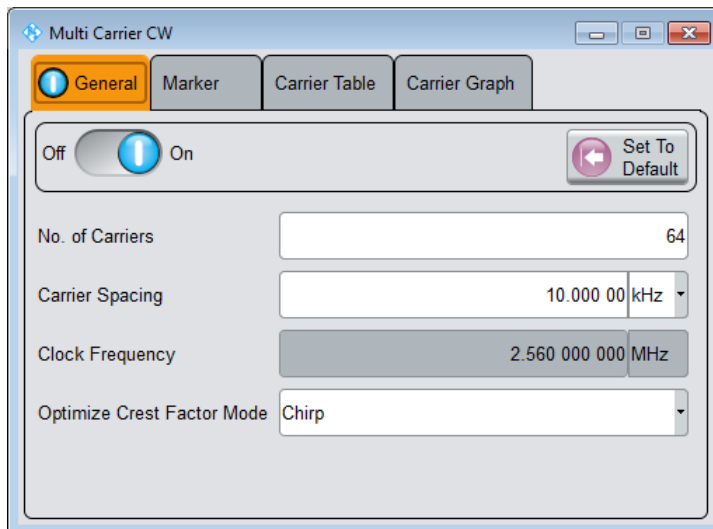 Multi Carrier CW
General Marker Carrier Table Carrier Graph
Off On Set To
Default
No. of Carriers 64
Carrier Spacing 10.000 00 kHz
Clock Frequency 2.560 000 000 MHz
Optimize Crest Factor Mode Chirp